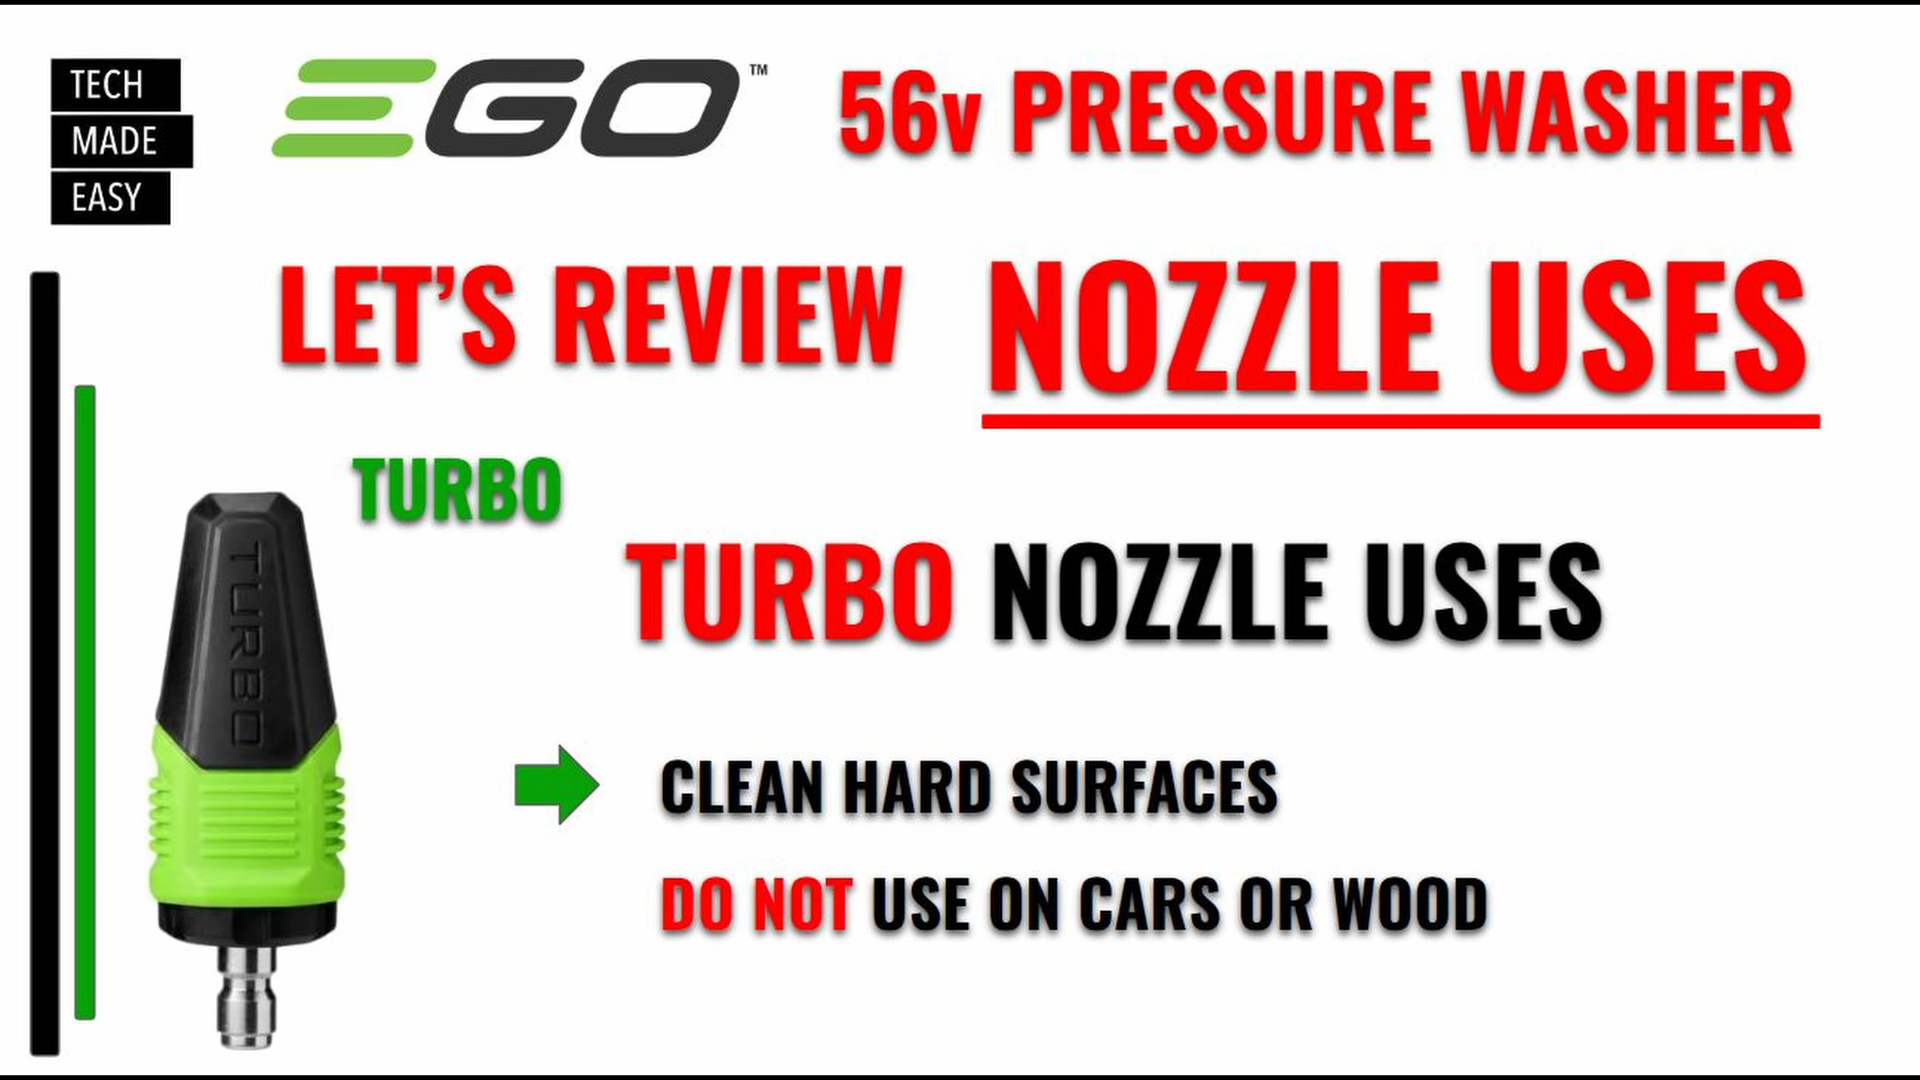 TECH
MADE
EASY
EGO™ 56v PRESSURE WASHER
LET’S REVIEW NOZZLE USES
TURBO
TURBO
TURBO NOZZLE USES
CLEAN HARD SURFACES
DO NOT USE ON CARS OR WOOD